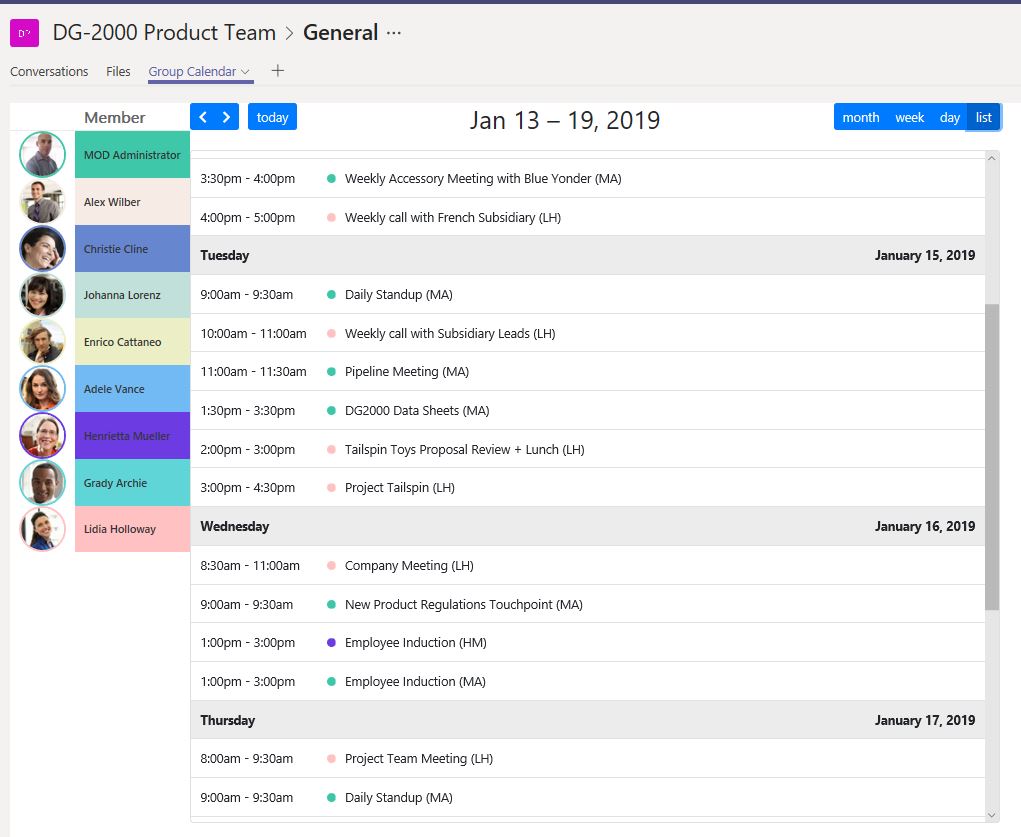 DG-2000 Product Team > General ···
Conversations Files Group Calendar
Member
today
Jan 13 – 19, 2019
month week day list
MOD Administrator
Alex Wilber
Christie Cline
Johanna Lorenz
Enrico Cattaneo
Adele Vance
Henrietta Mueller
Grady Archie
Lidia Holloway
3:30pm - 4:00pm Weekly Accessory Meeting with Blue Yonder (MA)
4:00pm - 5:00pm Weekly call with French Subsidiary (LH)
Tuesday January 15, 2019
9:00am - 9:30am Daily Standup (MA)
10:00am - 11:00am Weekly call with Subsidiary Leads (LH)
11:00am - 11:30am Pipeline Meeting (MA)
1:30pm - 3:30pm DG2000 Data Sheets (MA)
2:00pm - 3:00pm Tailspin Toys Proposal Review + Lunch (LH)
3:00pm - 4:30pm Project Tailspin (LH)
Wednesday January 16, 2019
8:30am - 11:00am Company Meeting (LH)
9:00am - 9:30am New Product Regulations Touchpoint (MA)
1:00pm - 3:00pm Employee Induction (HM)
1:00pm - 3:00pm Employee Induction (MA)
Thursday January 17, 2019
8:00am - 9:30am Project Team Meeting (LH)
9:00am - 9:30am Daily Standup (MA)